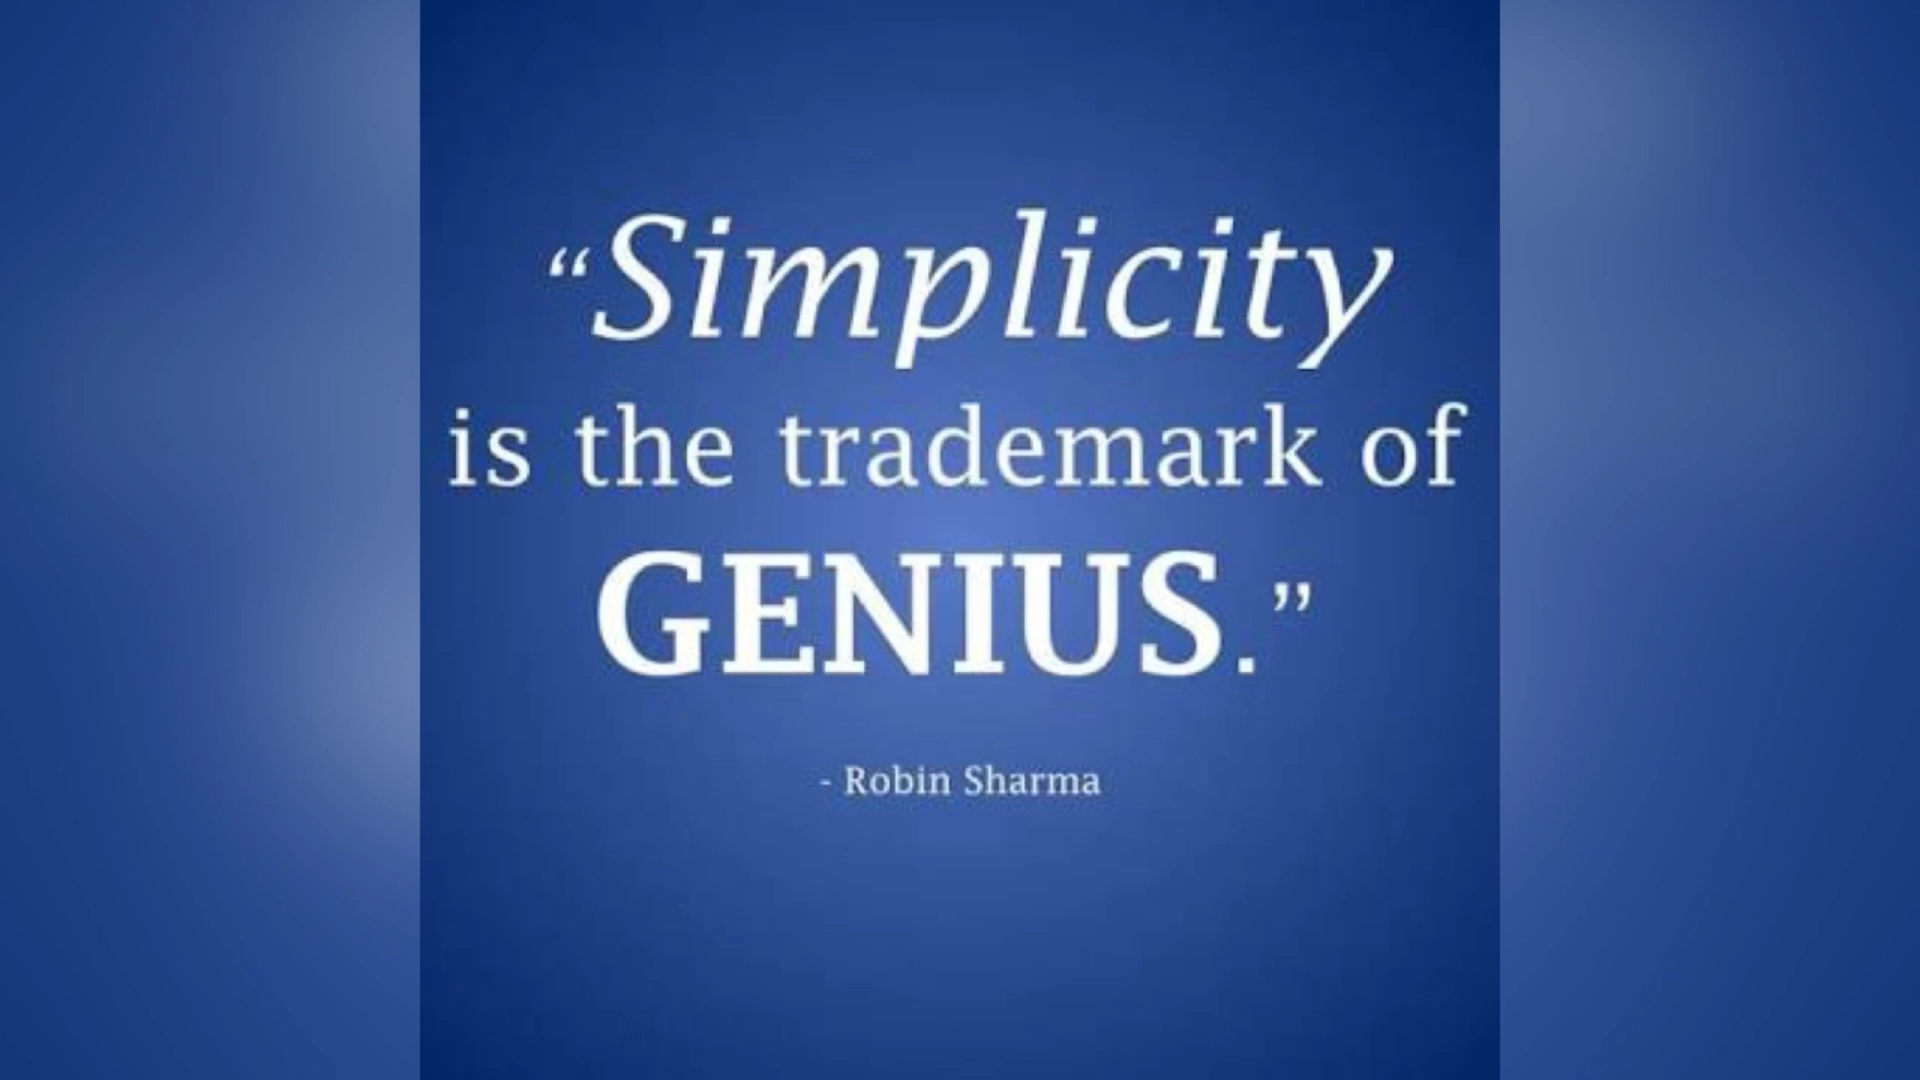 “Simplicity
is the trademark of
GENIUS.”
- Robin Sharma